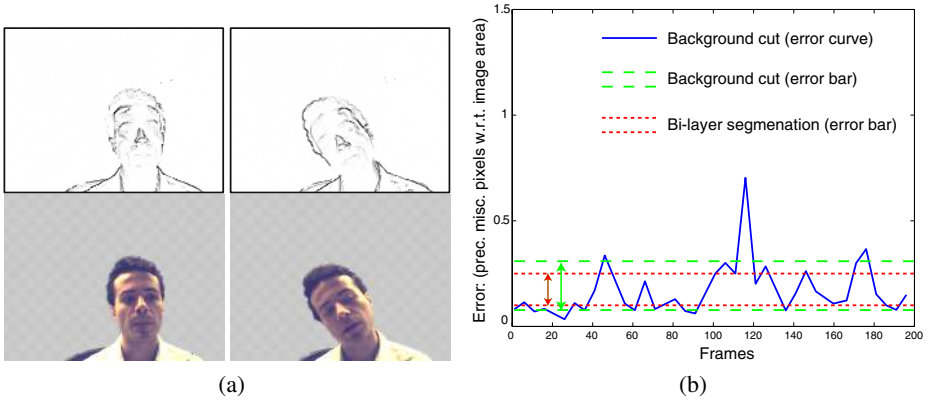 1.5
1
0.5
0
Error. (prec. misc. pixels w.r.t. image area)
Background cut (error curve)
Background cut (error bar)
Bi-layer segmenation (error bar)
0 20 40 60 80 100 120 140 160 180 200
Frames
(a)
(b)